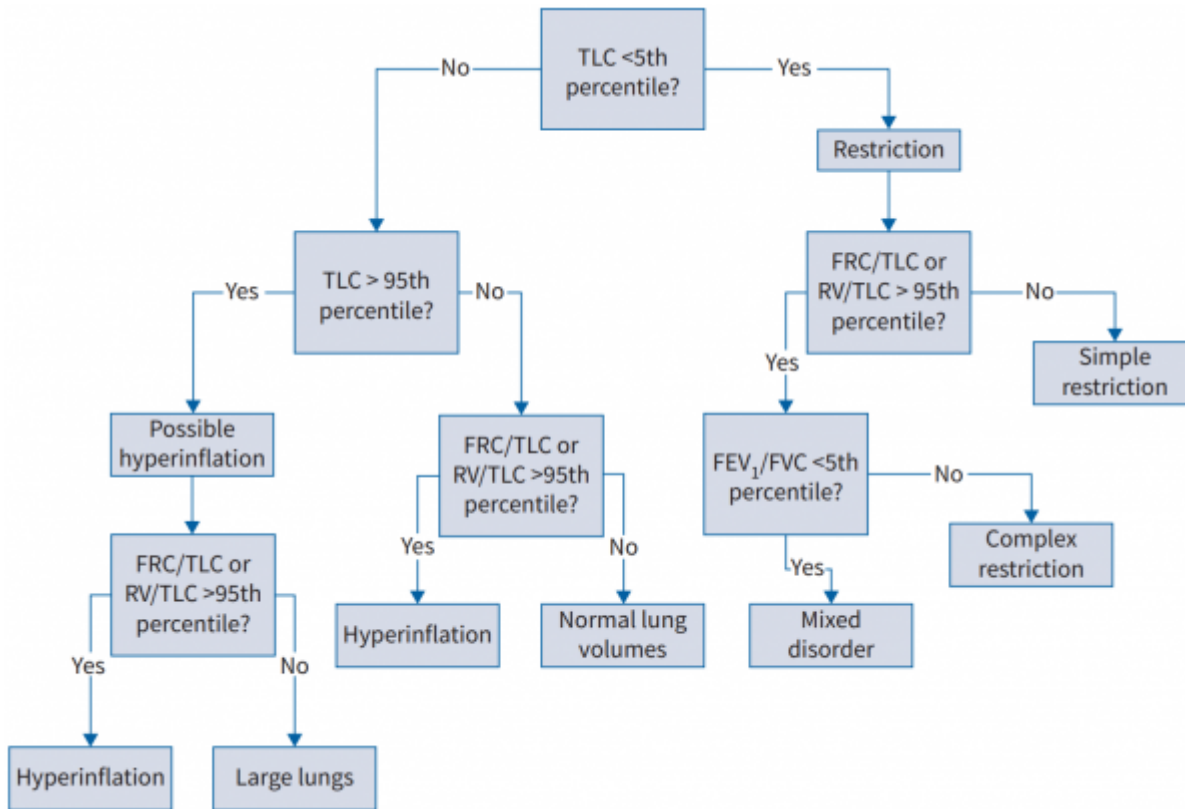 TLC <5th
percentile?
No
Yes
Restriction
TLC > 95th
percentile?
Yes
No
FRC/TLC or
RV/TLC > 95th
percentile?
No
Yes
Simple
restriction
Possible
hyperinflation
FRC/TLC or
RV/TLC >95th
percentile?
FEV₁/FVC <5th
percentile?
No
Yes
No
Complex
restriction
Yes
FRC/TLC or
RV/TLC >95th
percentile?
Hyperinflation
Normal lung
volumes
Mixed
disorder
Yes
No
Hyperinflation
Large lungs